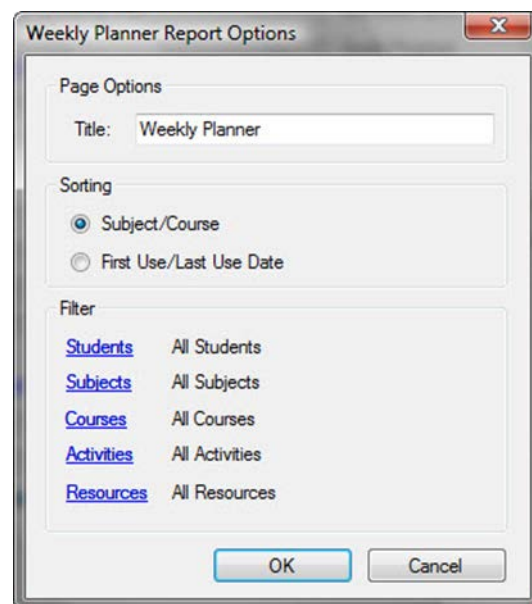 Weekly Planner Report Options
Page Options
Title: Weekly Planner
Sorting
Subject/Course
First Use/Last Use Date
Filter
Students All Students
Subjects All Subjects
Courses All Courses
Activities All Activities
Resources All Resources
OK Cancel